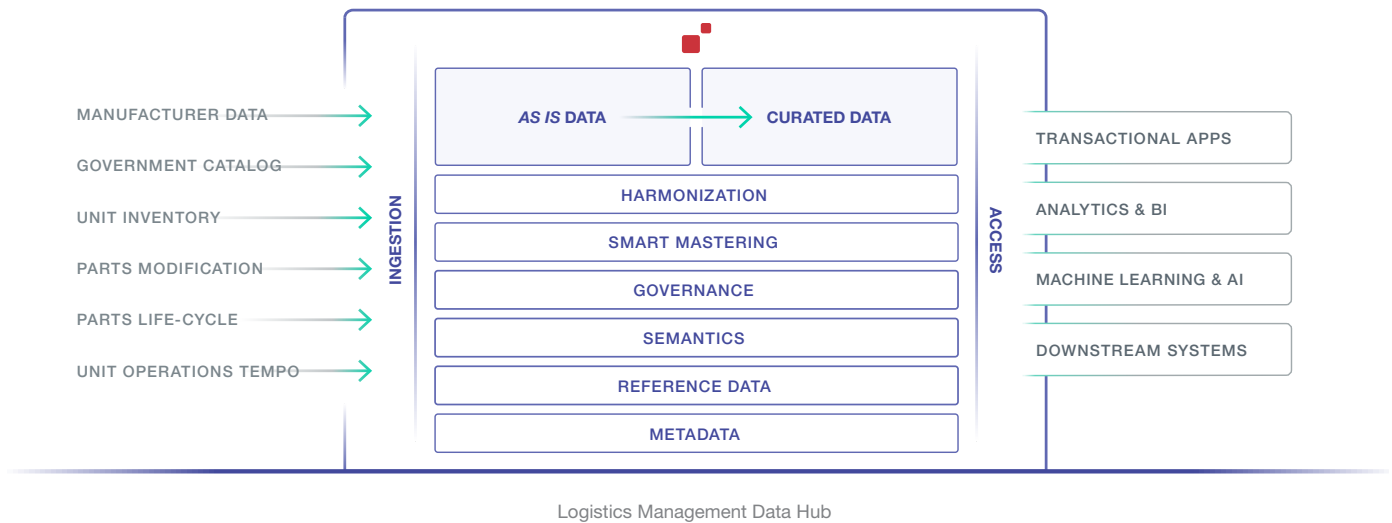 MANUFACTURER DATA
GOVERNMENT CATALOG
UNIT INVENTORY
PARTS MODIFICATION
PARTS LIFE-CYCLE
UNIT OPERATIONS TEMPO
INGESTION
AS IS DATA
CURATED DATA
HARMONIZATION
SMART MASTERING
GOVERNANCE
SEMANTICS
REFERENCE DATA
METADATA
ACCESS
TRANSACTIONAL APPS
ANALYTICS & BI
MACHINE LEARNING & AI
DOWNSTREAM SYSTEMS
Logistics Management Data Hub